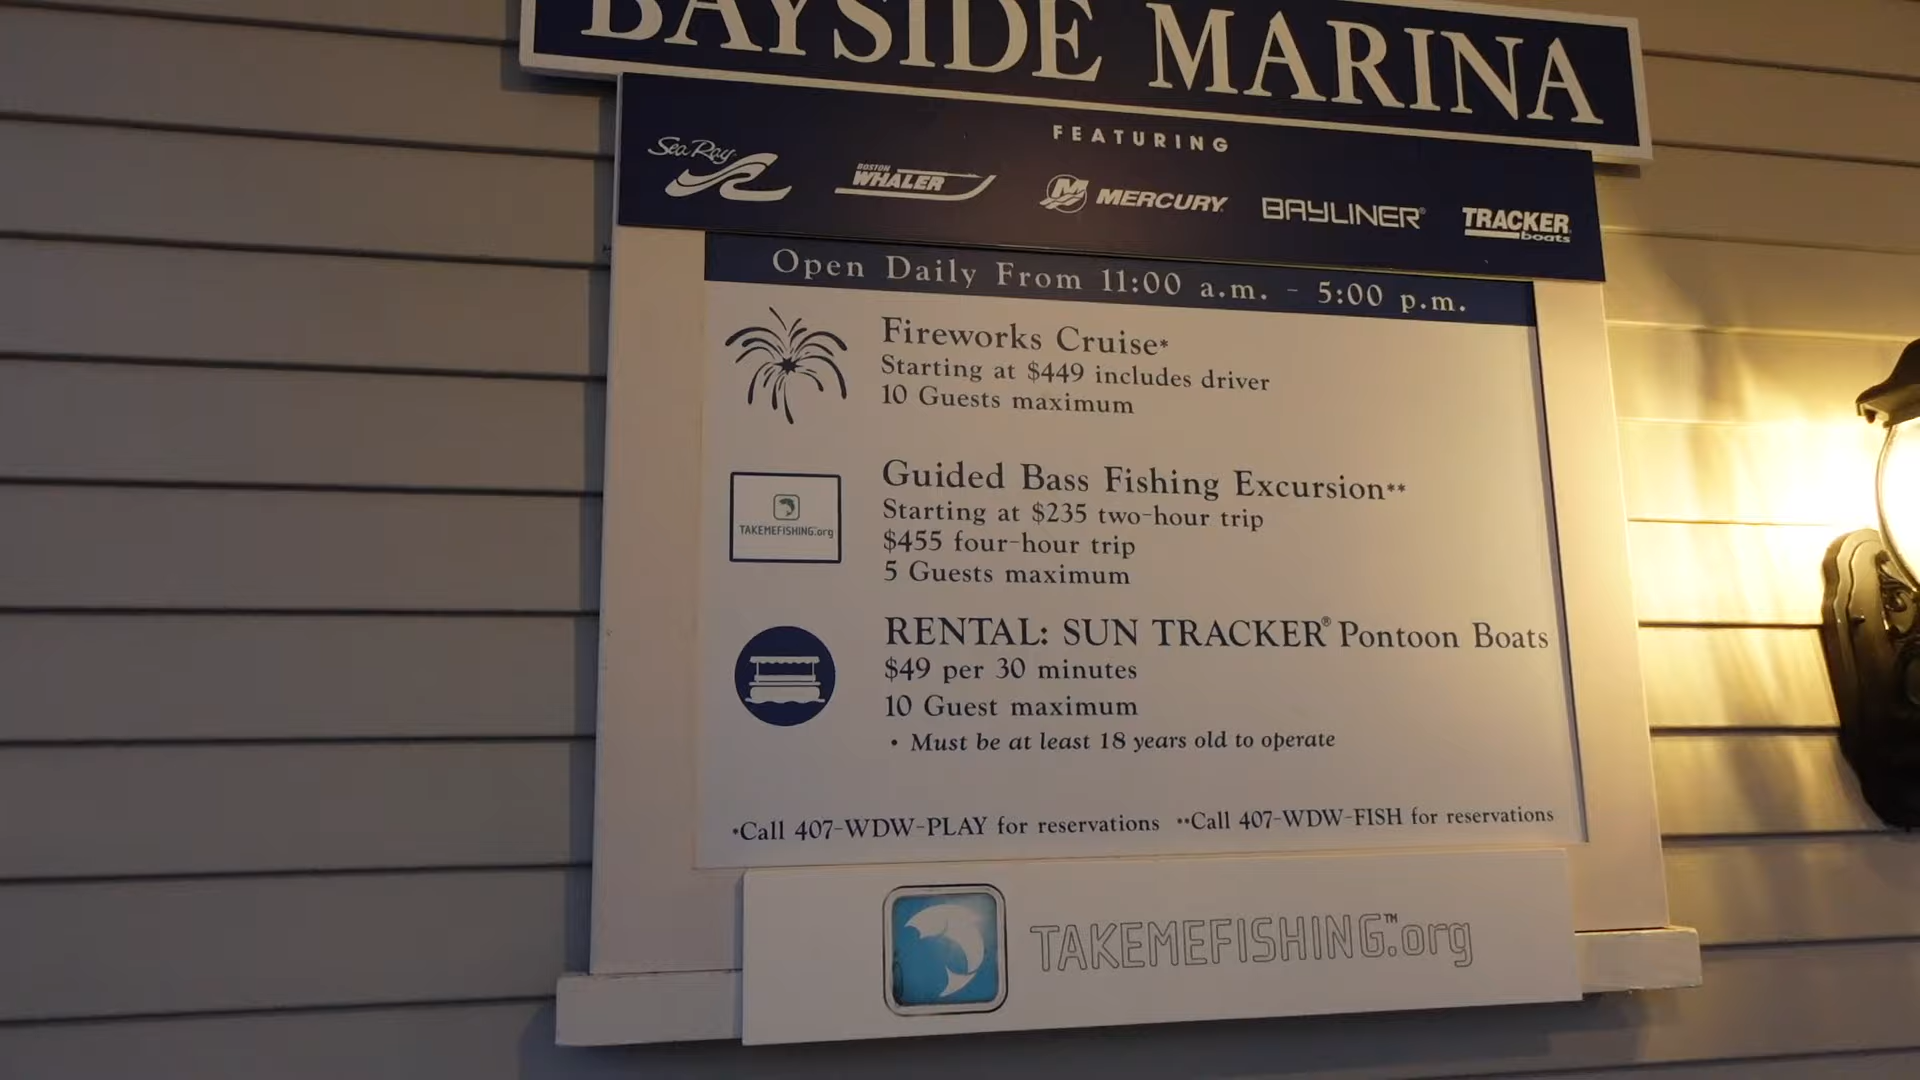 BAYSIDE MARINA
FEATURING
Sea Ray
BOSTON
WHALER
MERCURY
BAYLINER®
TRACKER
boats
Open Daily From 11:00 a.m. - 5:00 p.m.
Fireworks Cruise*
Starting at $449 includes driver
10 Guests maximum
TAKEMEFISHING.org
Guided Bass Fishing Excursion**
Starting at $235 two-hour trip
$455 four-hour trip
5 Guests maximum
RENTAL: SUN TRACKER® Pontoon Boats
$49 per 30 minutes
10 Guest maximum
• Must be at least 18 years old to operate
*Call 407-WDW-PLAY for reservations **Call 407-WDW-FISH for reservations
TAKEMEFISHING™.org